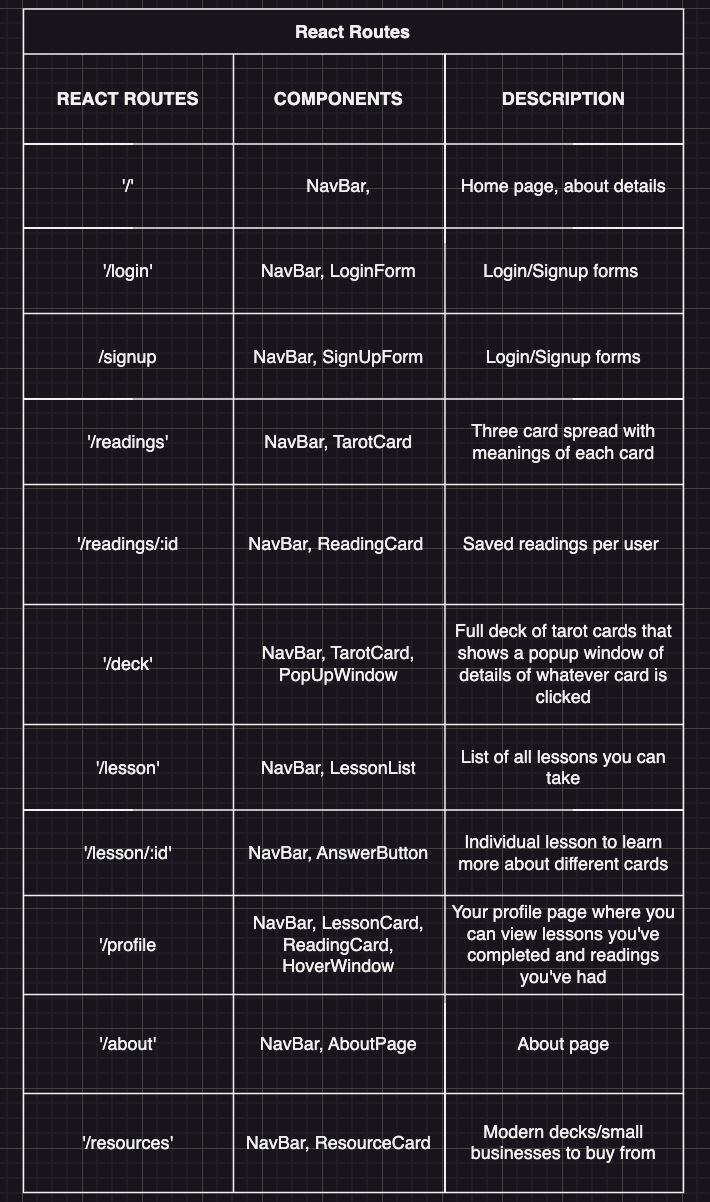 React Routes
REACT ROUTES
COMPONENTS
DESCRIPTION
'/'
NavBar,
Home page, about details
'/login'
NavBar, LoginForm
Login/Signup forms
/signup
NavBar, SignUpForm
Login/Signup forms
'/readings'
NavBar, TarotCard
Three card spread with
meanings of each card
'/readings/:id
NavBar, ReadingCard
Saved readings per user
'/deck'
NavBar, TarotCard,
PopUpWindow
Full deck of tarot cards that
shows a popup window of
details of whatever card is
clicked
'/lesson'
NavBar, LessonList
List of all lessons you can
take
'/lesson/:id'
NavBar, AnswerButton
Individual lesson to learn
more about different cards
'/profile
NavBar, LessonCard,
ReadingCard,
HoverWindow
Your profile page where you
can view lessons you've
completed and readings
you've had
'/about'
NavBar, AboutPage
About page
'/resources'
NavBar, ResourceCard
Modern decks/small
businesses to buy from